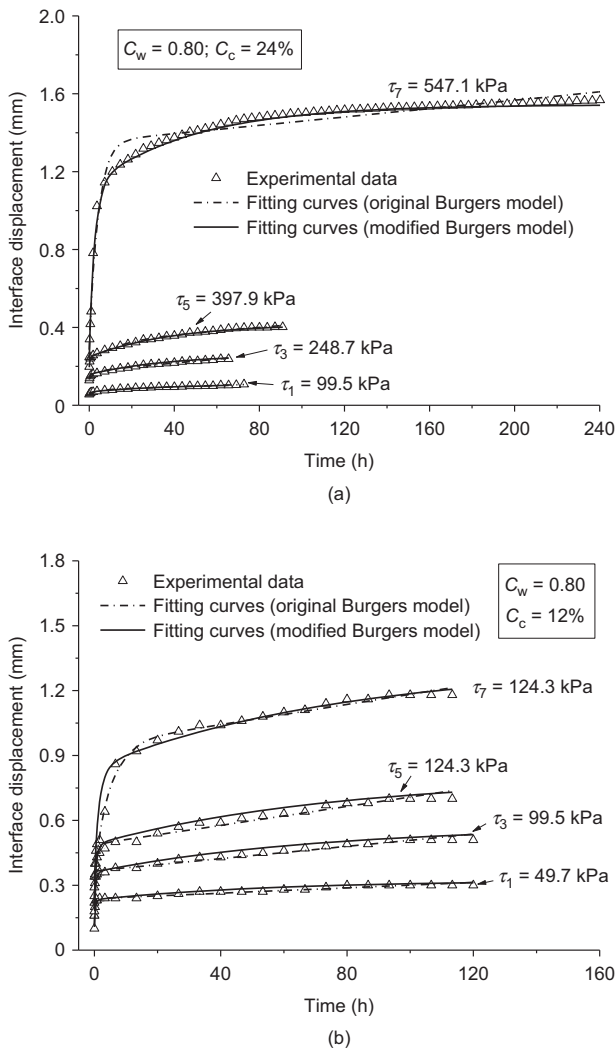 2.0
1.6
1.2
0.8
0.4
0
Interface displacement (mm)
C_w = 0.80; C_c = 24%
τ_7 = 547.1 kPa
Experimental data
Fitting curves (original Burgers model)
Fitting curves (modified Burgers model)
τ_5 = 397.9 kPa
τ_3 = 248.7 kPa
τ_1 = 99.5 kPa
0 40 80 120 160 200 240
Time (h)
(a)
1.8
1.5
1.2
0.9
0.6
0.3
0
Interface displacement (mm)
Experimental data
Fitting curves (original Burgers model)
Fitting curves (modified Burgers model)
C_w = 0.80
C_c = 12%
τ_7 = 124.3 kPa
τ_5 = 124.3 kPa
τ_3 = 99.5 kPa
τ_1 = 49.7 kPa
0 40 80 120 160
Time (h)
(b)